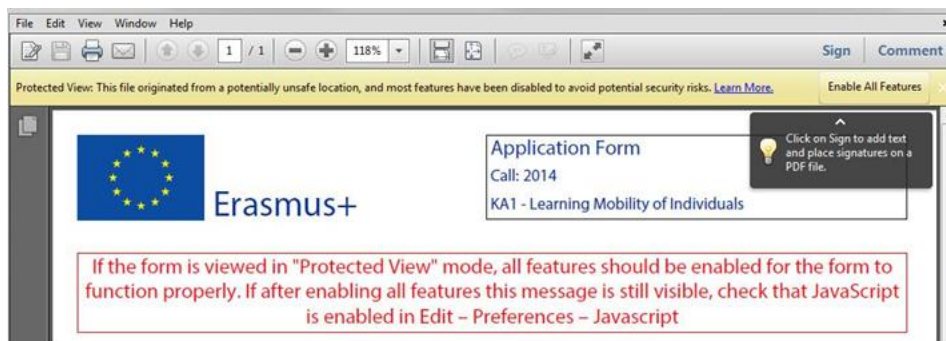 File Edit View Window Help
1 / 1 118% Sign Comment
Protected View: This file originated from a potentially unsafe location, and most features have been disabled to avoid potential security risks. Learn More. Enable All Features
Erasmus+
Application Form
Call: 2014
KA1 - Learning Mobility of Individuals
Click on Sign to add text
and place signatures on a
PDF file.
If the form is viewed in "Protected View" mode, all features should be enabled for the form to
function properly. If after enabling all features this message is still visible, check that JavaScript
is enabled in Edit – Preferences – Javascript